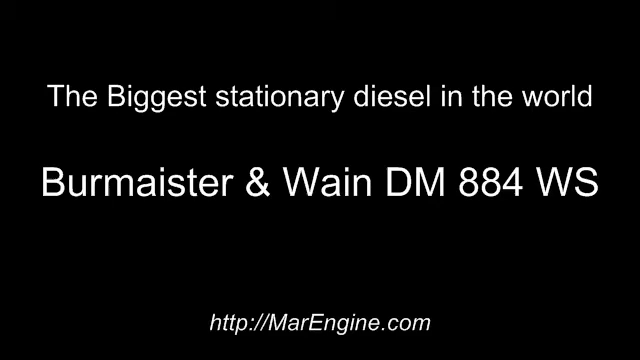 The Biggest stationary diesel in the world
Burmaister & Wain DM 884 WS
http://MarEngine.com